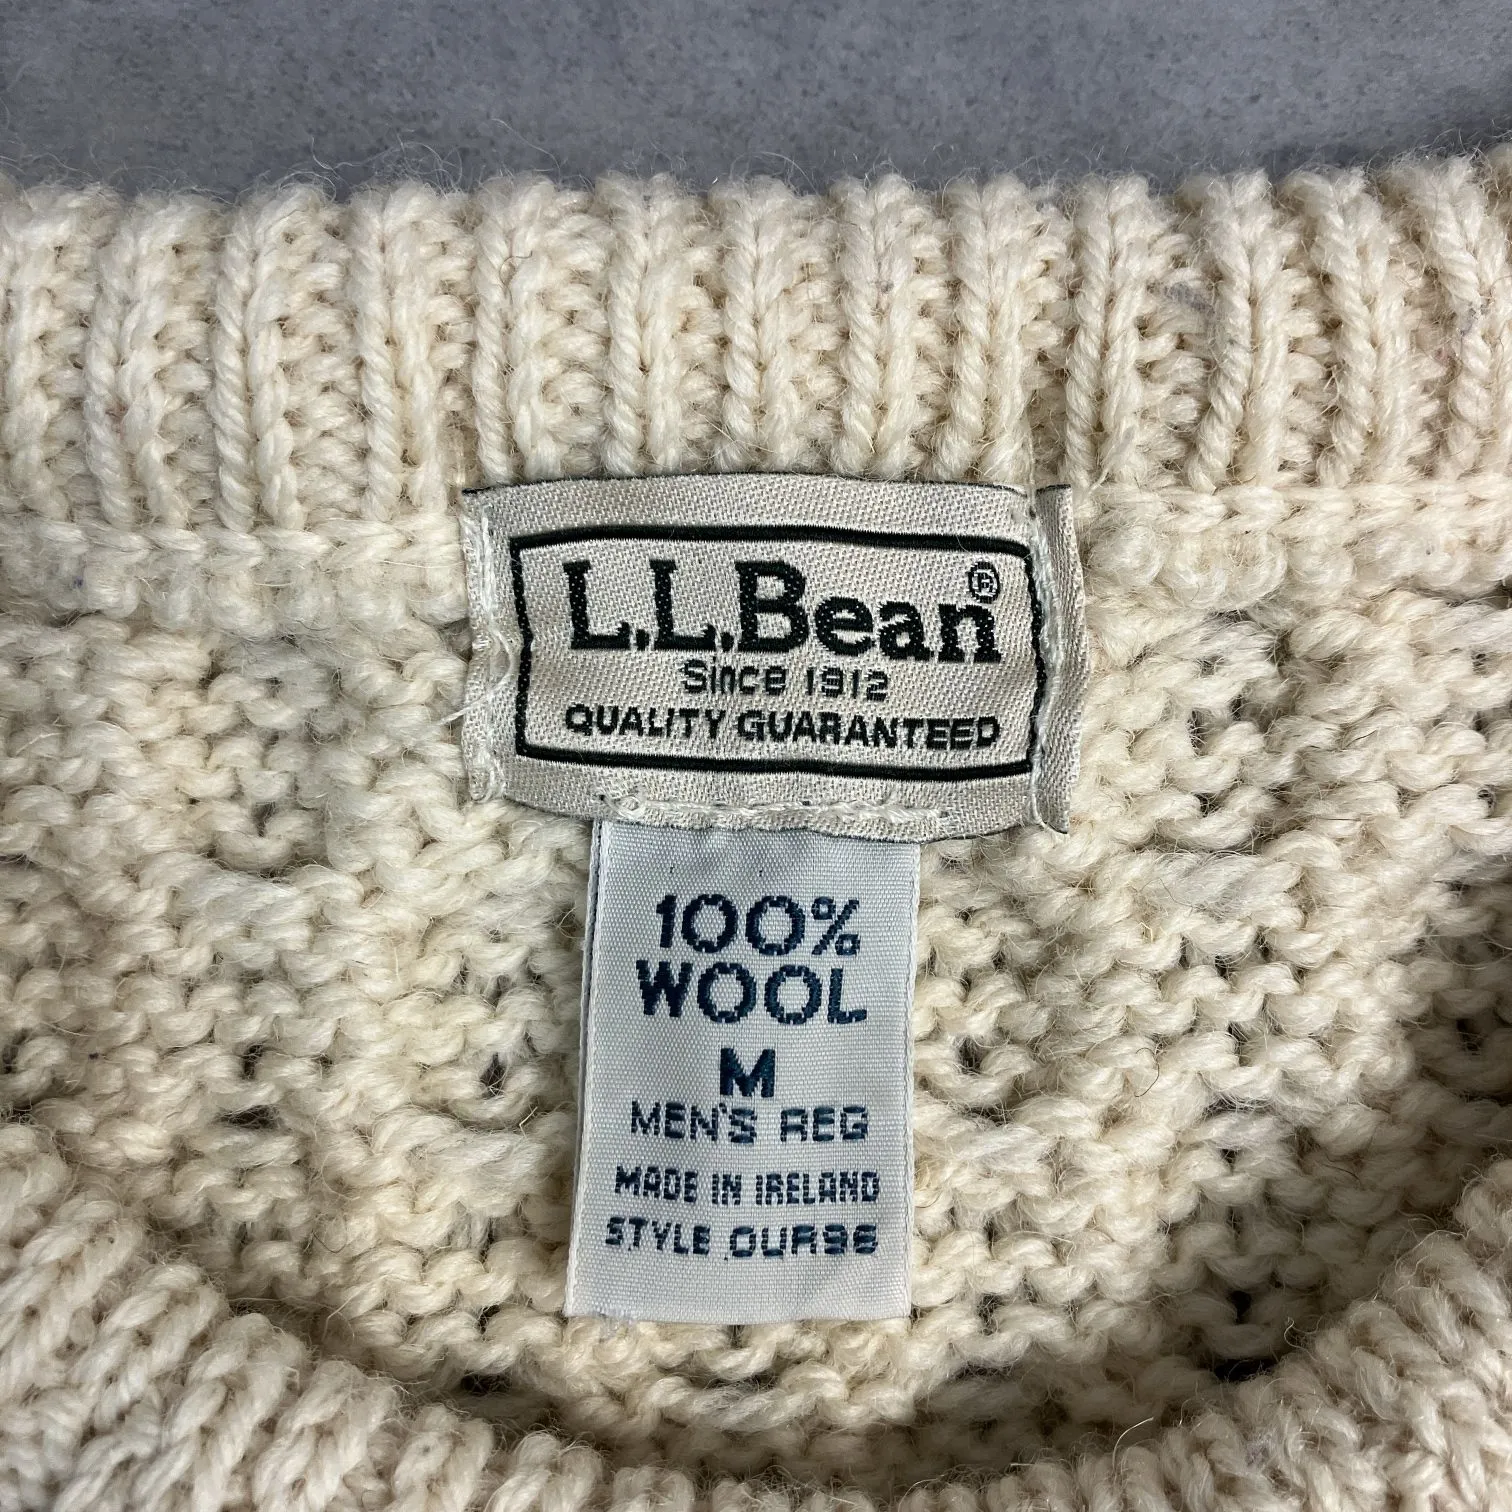 L.L.Bean®
Since 1912
QUALITY GUARANTEED
100%
WOOL
M
MEN'S REG
MADE IN IRELAND
STYLE OUR96